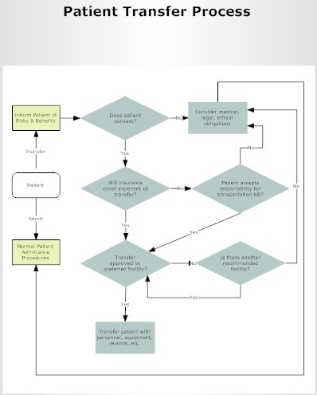 Patient Transfer Process
Inform Patient of
Risks & Benefits
Does patient
concern?
No
Consider medical,
legal, ethical
obligations
Transfer
Yes
No
Patient
Will insurance
cover expenses of
transfer?
No
Patient accepts
responsibility for
transportation bill?
No
Admit
Yes
Yes
Normal Patient
Admittance
Procedures
Transfer
approved by
preferred facility?
No
Is there another
recommended
facility?
Yes
Yes
Transfer patient with
personnel, equipment,
records, etc.